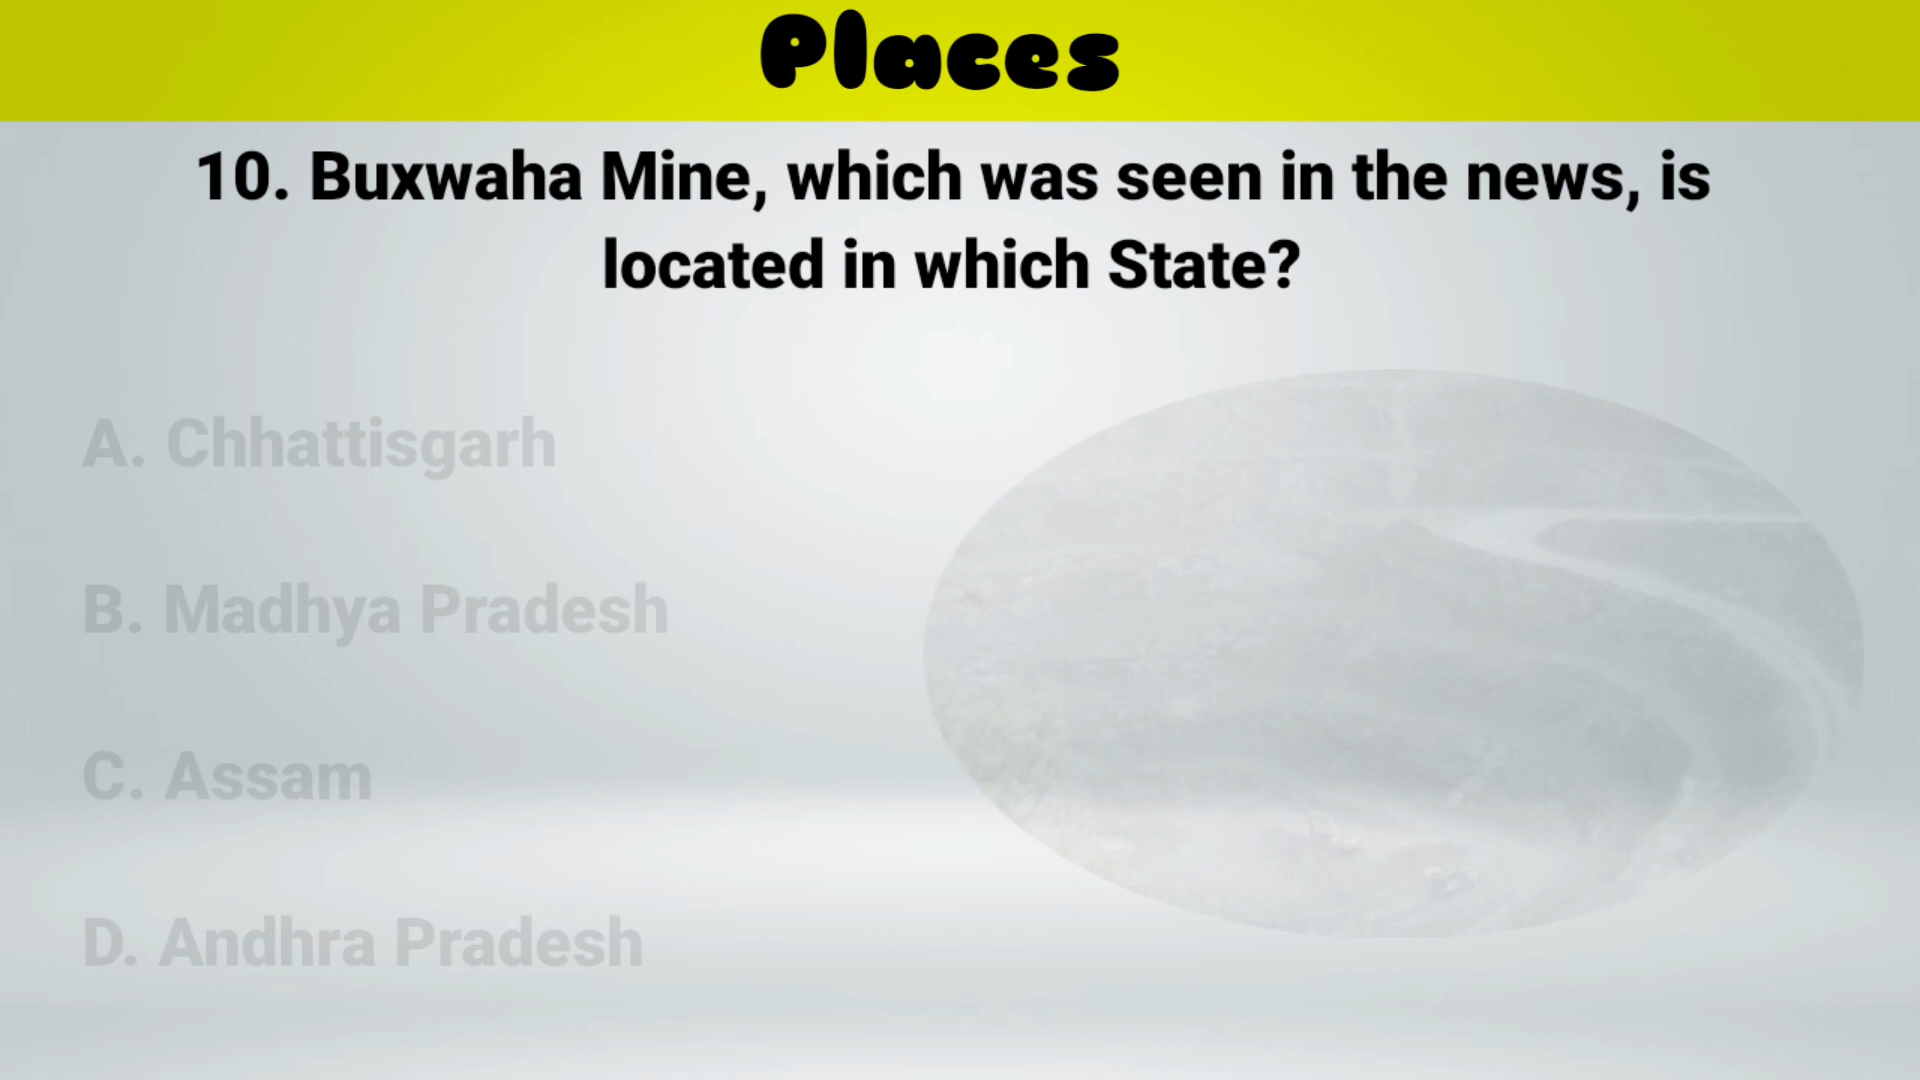 Places
10. Buxwaha Mine, which was seen in the news, is
located in which State?
A. Chhattisgarh
B. Madhya Pradesh
C. Assam
D. Andhra Pradesh